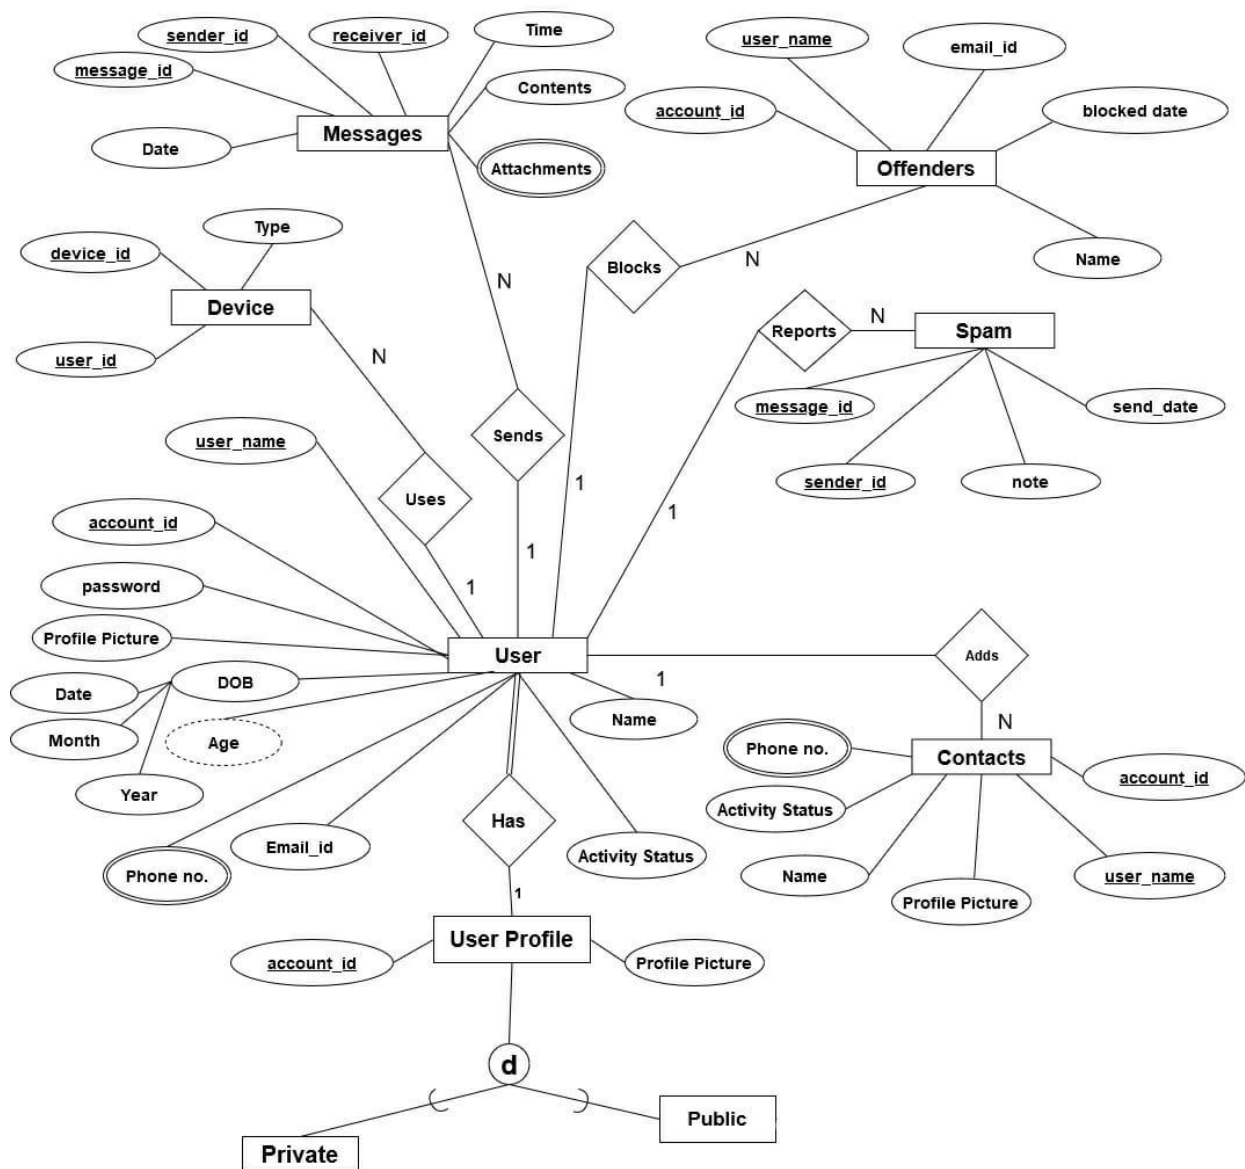 sender_id
receiver_id
Time
message_id
Contents
Messages
Date
Attachments
user_name
email_id
account_id
blocked date
Offenders
Name
Type
device_id
Device
user_id
N
N
Blocks
N
Reports
N
Spam
message_id
send_date
sender_id
note
user_name
Sends
Uses
1
1
1
1
account_id
password
Profile Picture
User
1
Adds
DOB
Date
Month
Year
Age
Name
N
Phone no.
Contacts
account_id
Activity Status
Name
Profile Picture
user_name
Has
Email_id
Phone no.
Activity Status
1
User Profile
account_id
Profile Picture
d
Private
Public